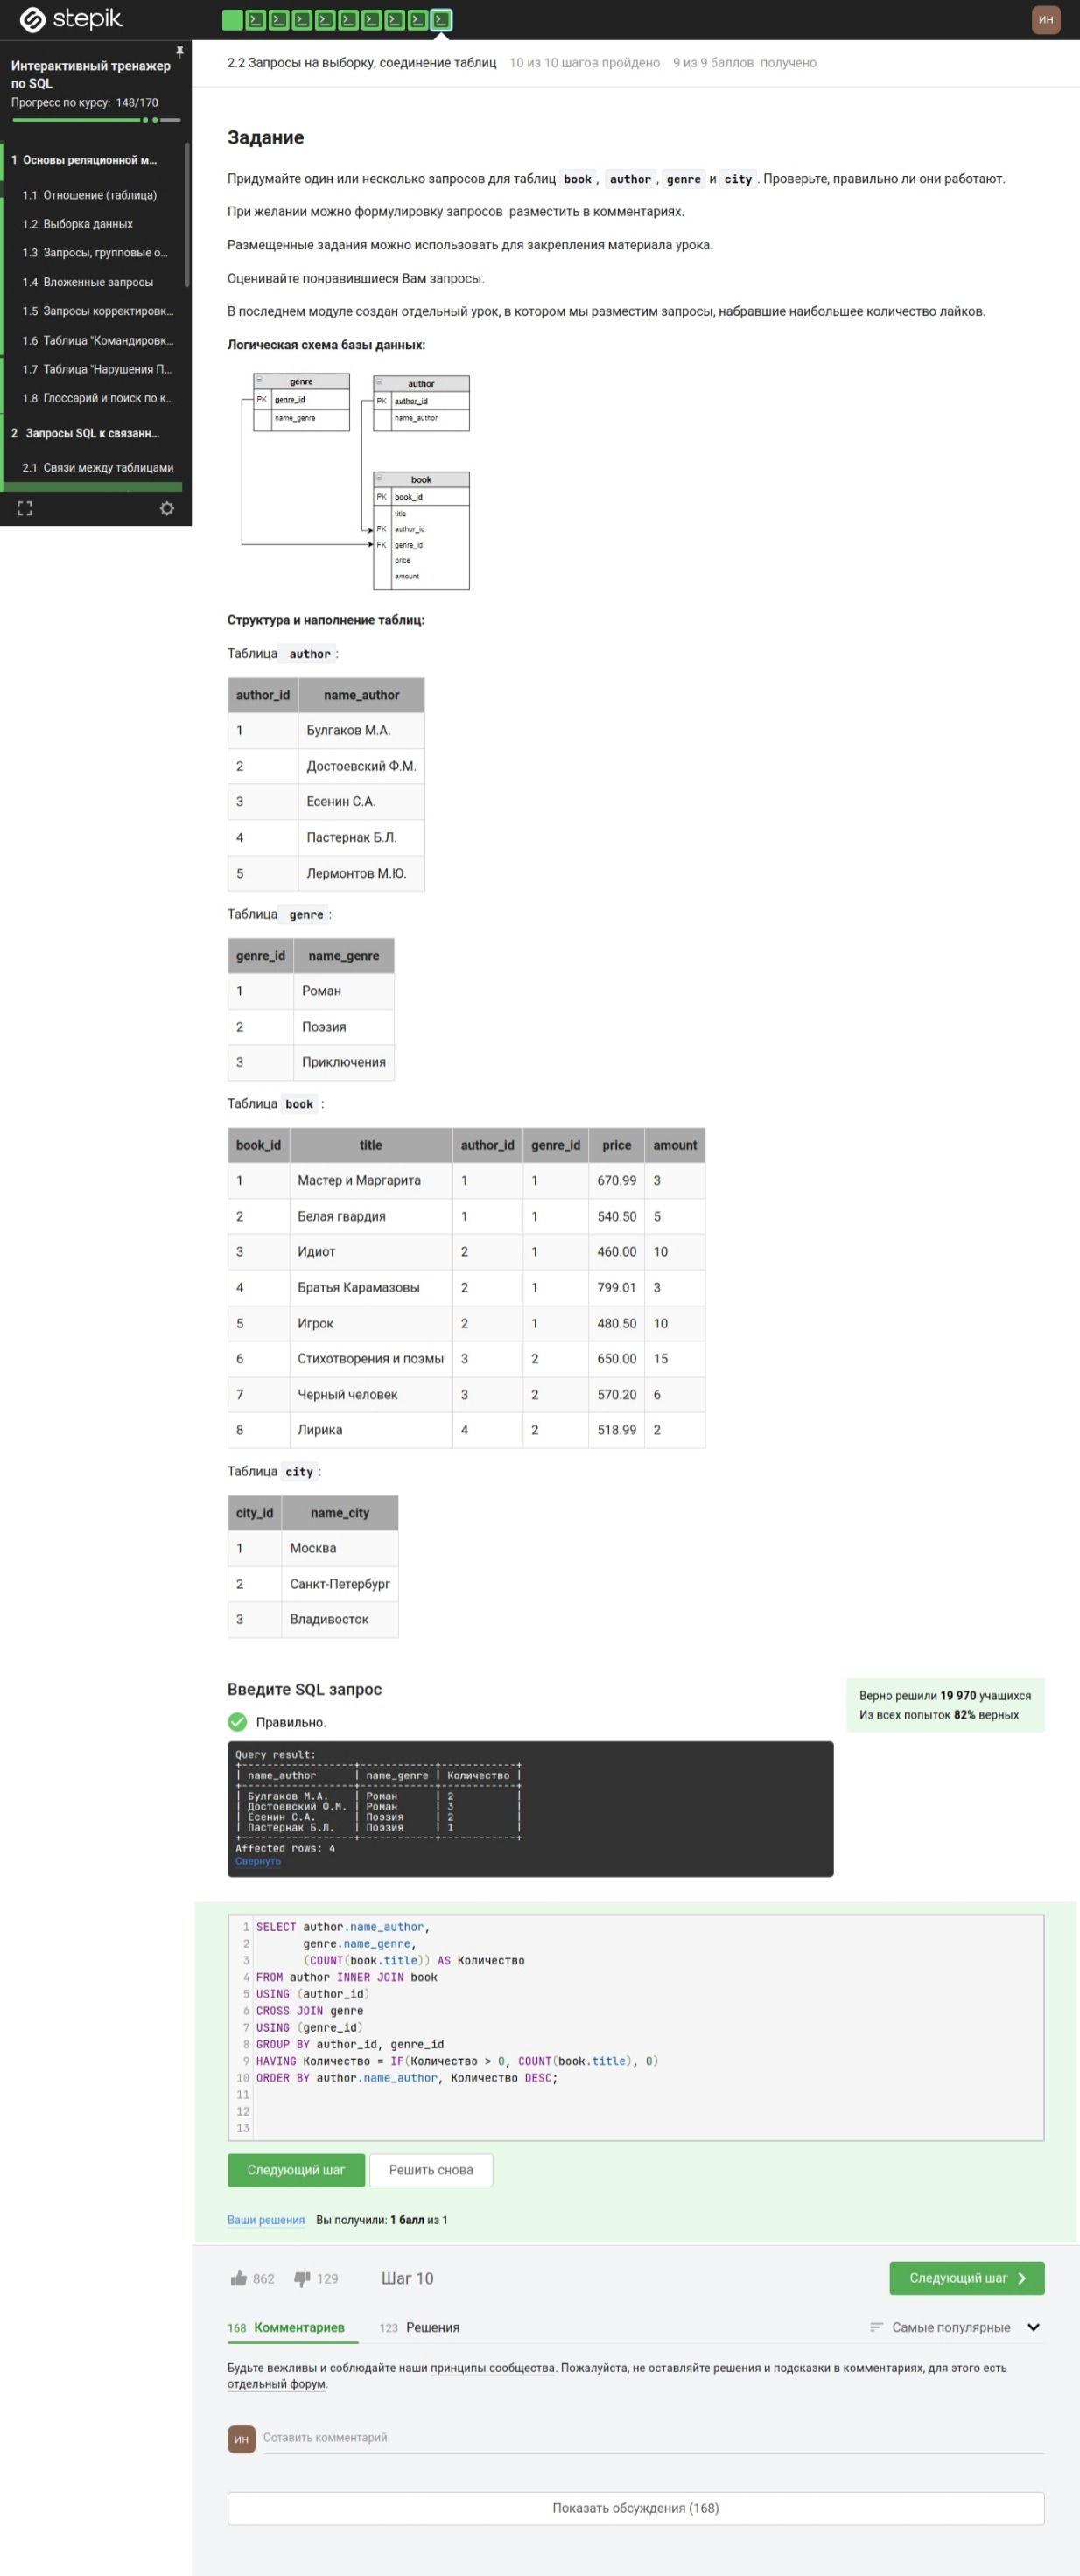 stepik
ИН
Интерактивный тренажер
по SQL
Прогресс по курсу: 148/170
1 Основы реляционной м...
1.1 Отношение (таблица)
1.2 Выборка данных
1.3 Запросы, групповые о...
1.4 Вложенные запросы
1.5 Запросы корректировк...
1.6 Таблица "Командировк...
1.7 Таблица "Нарушения П...
1.8 Глоссарий и поиск по к...
2 Запросы SQL к связанн...
2.1 Связи между таблицами
2.2 Запросы на выборку, соединение таблиц 10 из 10 шагов пройдено 9 из 9 баллов получено
Задание
Придумайте один или несколько запросов для таблиц book , author , genre и city . Проверьте, правильно ли они работают.
При желании можно формулировку запросов разместить в комментариях.
Размещенные задания можно использовать для закрепления материала урока.
Оценивайте понравившиеся Вам запросы.
В последнем модуле создан отдельный урок, в котором мы разместим запросы, набравшие наибольшее количество лайков.
Логическая схема базы данных:
genre
PK genre_id
name_genre
author
PK author_id
name_author
book
PK book_id
title
FK author_id
FK genre_id
price
amount
Структура и наполнение таблиц:
Таблица author :
author_id name_author
1 Булгаков М.А.
2 Достоевский Ф.М.
3 Есенин С.А.
4 Пастернак Б.Л.
5 Лермонтов М.Ю.
Таблица genre :
genre_id name_genre
1 Роман
2 Поэзия
3 Приключения
Таблица book :
book_id title author_id genre_id price amount
1 Мастер и Маргарита 1 1 670.99 3
2 Белая гвардия 1 1 540.50 5
3 Идиот 2 1 460.00 10
4 Братья Карамазовы 2 1 799.01 3
5 Игрок 2 1 480.50 10
6 Стихотворения и поэмы 3 2 650.00 15
7 Черный человек 3 2 570.20 6
8 Лирика 4 2 518.99 2
Таблица city :
city_id name_city
1 Москва
2 Санкт-Петербург
3 Владивосток
Введите SQL запрос
Правильно.
Верно решили 19 970 учащихся
Из всех попыток 82% верных
Query result:
+------------------+------------+------------+
| name_author | name_genre | Количество |
+------------------+------------+------------+
| Булгаков М.А. | Роман | 2 |
| Достоевский Ф.М. | Роман | 3 |
| Есенин С.А. | Поэзия | 2 |
| Пастернак Б.Л. | Поэзия | 1 |
+------------------+------------+------------+
Affected rows: 4
Свернуть
1 SELECT author.name_author,
2 genre.name_genre,
3 (COUNT(book.title)) AS Количество
4 FROM author INNER JOIN book
5 USING (author_id)
6 CROSS JOIN genre
7 USING (genre_id)
8 GROUP BY author_id, genre_id
9 HAVING Количество = IF(Количество > 0, COUNT(book.title), 0)
10 ORDER BY author.name_author, Количество DESC;
11
12
13
Следующий шаг Решить снова
Ваши решения Вы получили: 1 балл из 1
862 129 Шаг 10 Следующий шаг
168 Комментариев 123 Решения Самые популярные
Будьте вежливы и соблюдайте наши принципы сообщества. Пожалуйста, не оставляйте решения и подсказки в комментариях, для этого есть
отдельный форум.
ИН Оставить комментарий
Показать обсуждения (168)